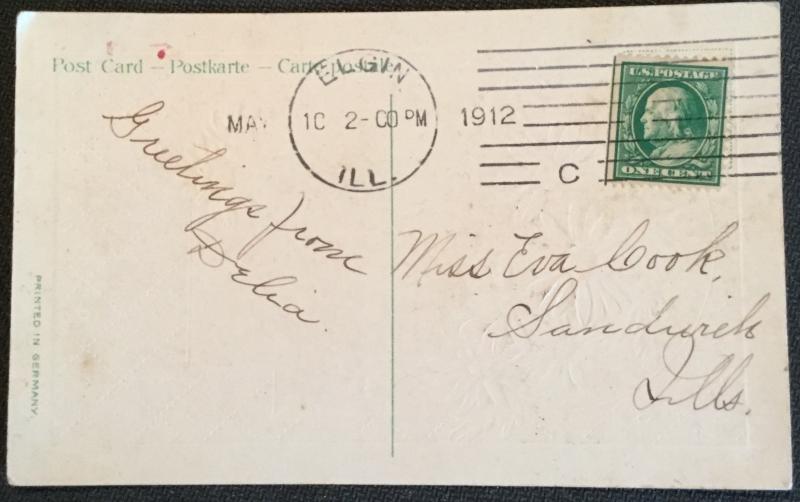 Post Card – Postkarte – Carte postale
ELGIN
MAY 10 2-00 PM 1912
ILL.
C
U.S. POSTAGE
ONE CENT
Greetings from
Delia.
Miss Eva Cook,
Sandwich
Ills.
PRINTED IN GERMANY.